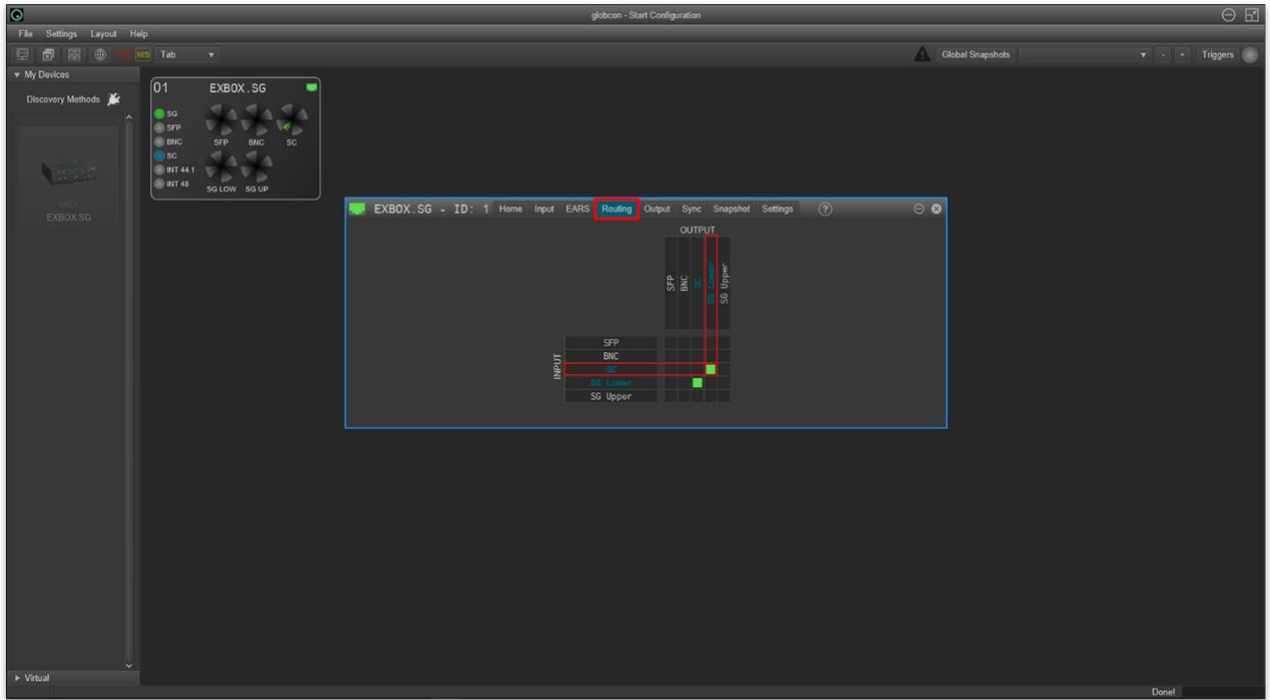 globcon - Start Configuration
File Settings Layout Help
MS Tab Global Snapshots - + Triggers
My Devices
Discovery Methods
EXBOX.SG
01 EXBOX.SG
SG
SFP
BNC
SC
INT 44.1
INT 48
SFP BNC SC
SG LOW SG UP
EXBOX.SG - ID: 1 Home Input EARS Routing Output Sync Snapshot Settings ?
OUTPUT
SFP
BNC
SC
SG Lower
SG Upper
INPUT
SFP
BNC
SC
SG Lower
SG Upper
Virtual
Done!